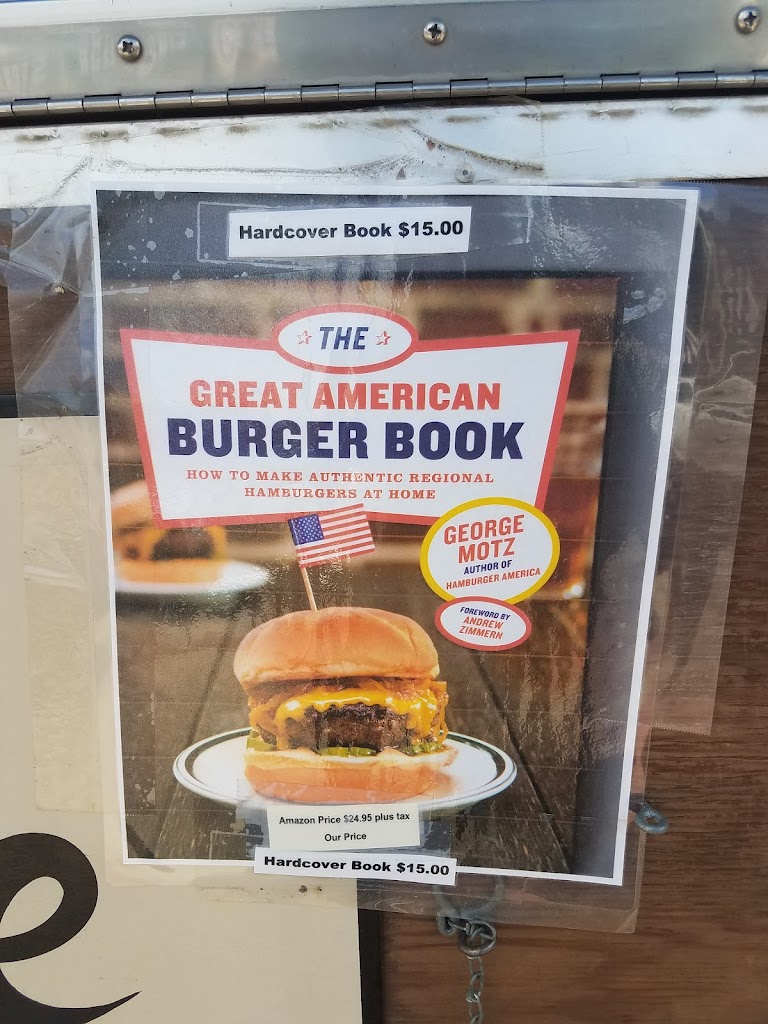 Hardcover Book $15.00
THE
GREAT AMERICAN
BURGER BOOK
HOW TO MAKE AUTHENTIC REGIONAL
HAMBURGERS AT HOME
GEORGE
MOTZ
AUTHOR OF
HAMBURGER AMERICA
FOREWORD BY
ANDREW
ZIMMERN
Amazon Price $24.95 plus tax
Our Price
Hardcover Book $15.00
e